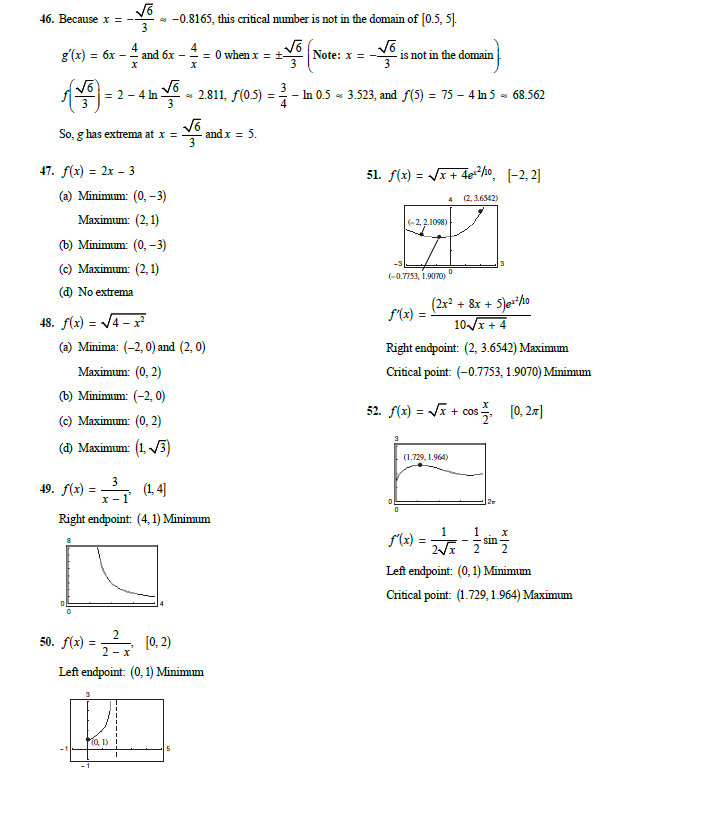 46. Because x = −√6/3 ≈ −0.8165, this critical number is not in the domain of [0.5, 5].
g′(x) = 6x − 4/x and 6x − 4/x = 0 when x = ±√6/3 (Note: x = −√6/3 is not in the domain)
f(√6/3) = 2 − 4 ln √6/3 ≈ 2.811, f(0.5) = 3/4 − ln 0.5 ≈ 3.523, and f(5) = 75 − 4 ln 5 ≈ 68.562
So, g has extrema at x = √6/3 and x = 5.
47. f(x) = 2x − 3
(a) Minimum: (0, −3)
Maximum: (2, 1)
(b) Minimum: (0, −3)
(c) Maximum: (2, 1)
(d) No extrema
48. f(x) = √(4 − x²)
(a) Minima: (−2, 0) and (2, 0)
Maximum: (0, 2)
(b) Minimum: (−2, 0)
(c) Maximum: (0, 2)
(d) Maximum: (1, √3)
49. f(x) = 3/(x − 1), (1, 4]
Right endpoint: (4, 1) Minimum
8
0 4
0
50. f(x) = 2/(2 − x), [0, 2)
Left endpoint: (0, 1) Minimum
3
(0, 1)
−1 5
−1
51. f(x) = √(x + 4)e^(x²/10), [−2, 2]
4 (2, 3.6542)
(−2, 2.1098)
−3 3
(−0.7753, 1.9070) 0
f′(x) = (2x² + 8x + 5)e^(x²/10) / 10√(x + 4)
Right endpoint: (2, 3.6542) Maximum
Critical point: (−0.7753, 1.9070) Minimum
52. f(x) = √x + cos x/2, [0, 2π]
3
(1.729, 1.964)
0 2π
0
f′(x) = 1/(2√x) − 1/2 sin x/2
Left endpoint: (0, 1) Minimum
Critical point: (1.729, 1.964) Maximum